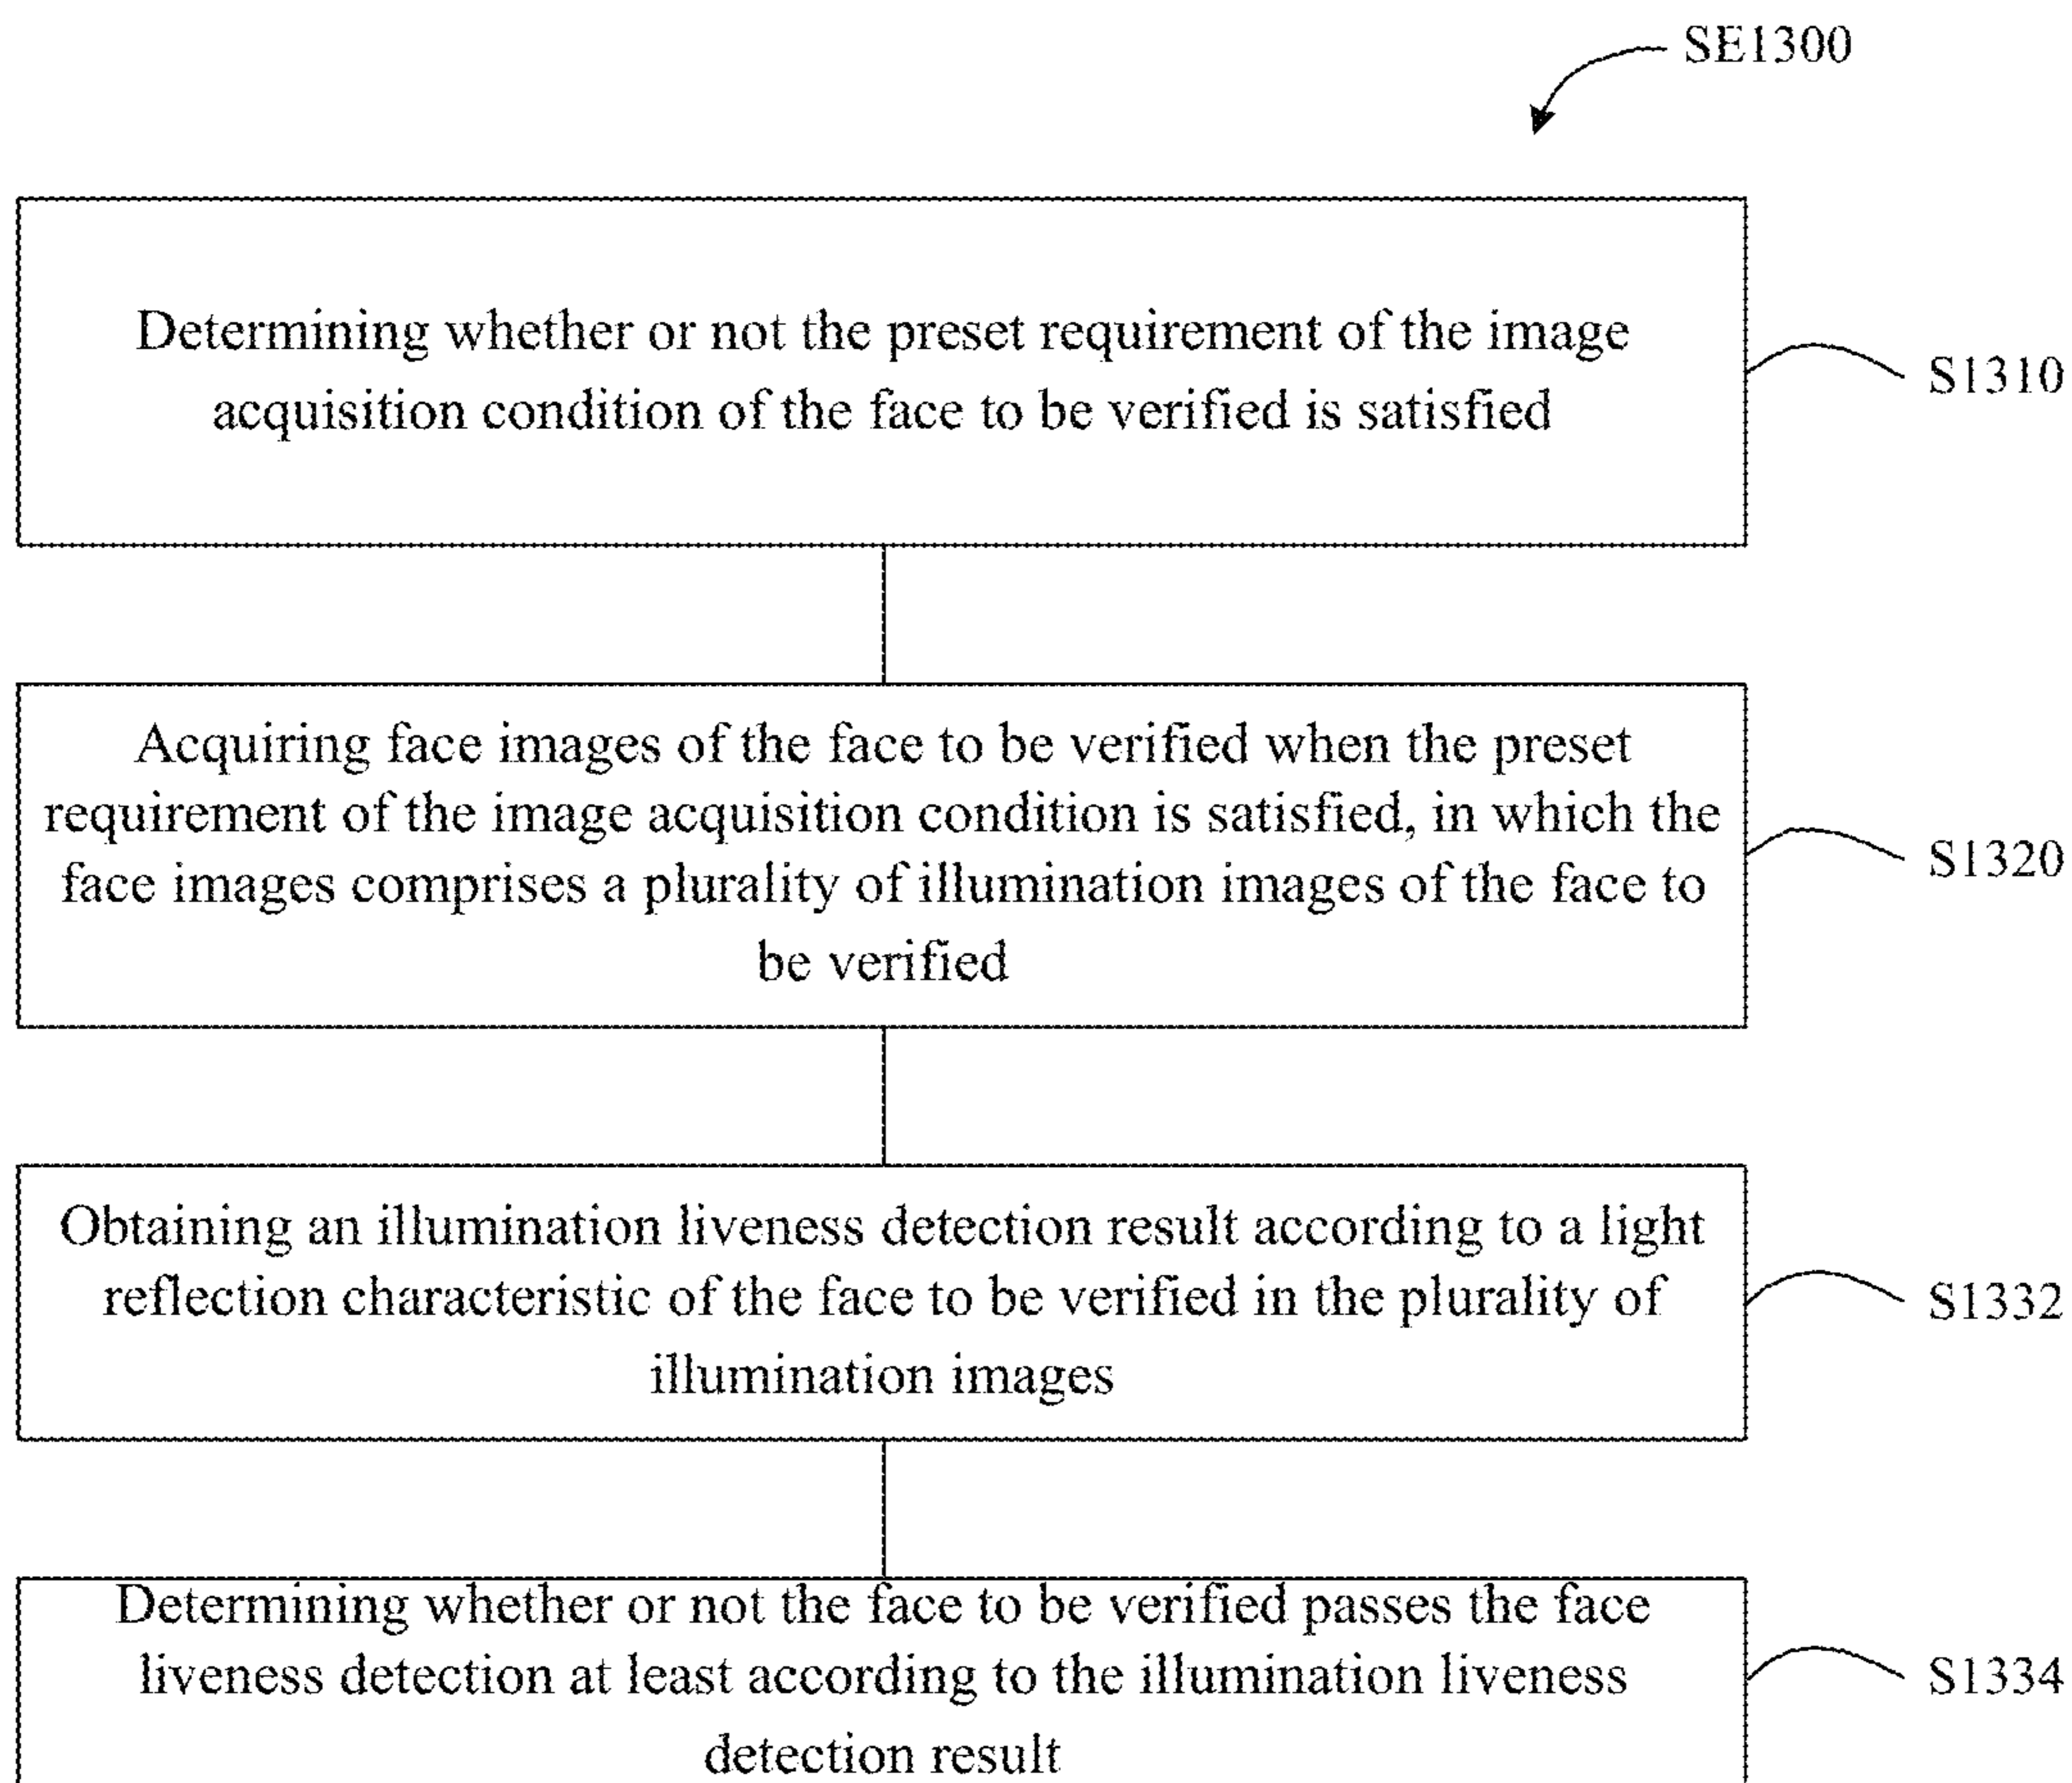 SE1300
Determining whether or not the preset requirement of the image
acquisition condition of the face to be verified is satisfied
S1310
Acquiring face images of the face to be verified when the preset
requirement of the image acquisition condition is satisfied, in which the
face images comprises a plurality of illumination images of the face to
be verified
S1320
Obtaining an illumination liveness detection result according to a light
reflection characteristic of the face to be verified in the plurality of
illumination images
S1332
Determining whether or not the face to be verified passes the face
liveness detection at least according to the illumination liveness
detection result
S1334